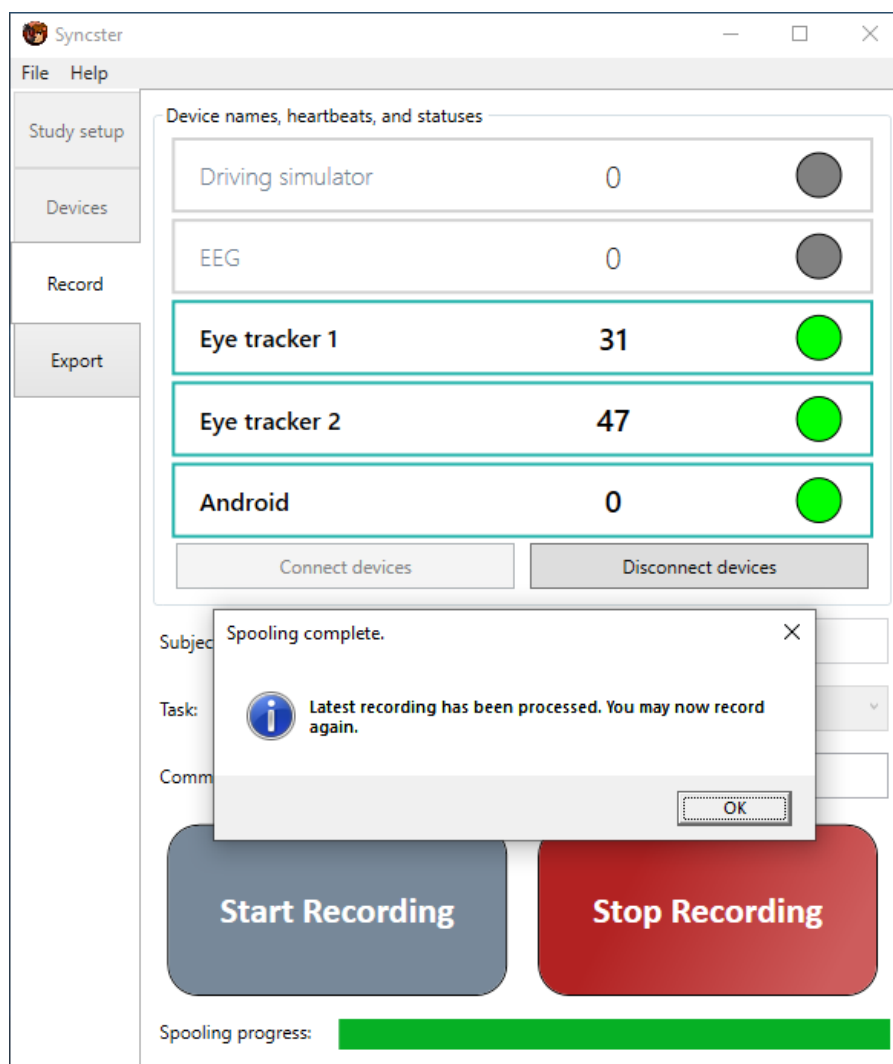 Syncster
File Help
Study setup
Devices
Record
Export
Device names, heartbeats, and statuses
Driving simulator 0
EEG 0
Eye tracker 1 31
Eye tracker 2 47
Android 0
Connect devices Disconnect devices
Subjec
Spooling complete.
Task:
Latest recording has been processed. You may now record
again.
Comm
OK
Start Recording Stop Recording
Spooling progress: